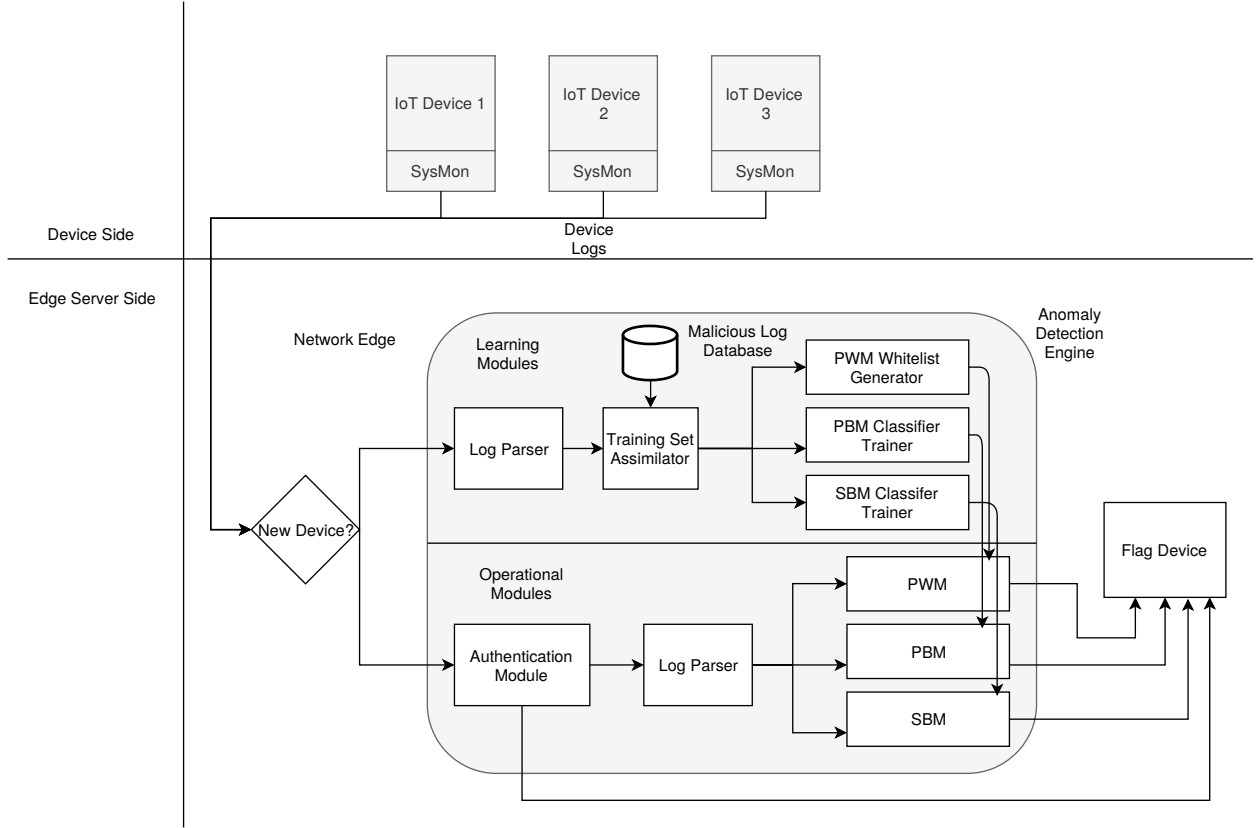 IoT Device 1
SysMon
IoT Device
2
SysMon
IoT Device
3
SysMon
Device Side
Device
Logs
Edge Server Side
Network Edge
Learning
Modules
Malicious Log
Database
Anomaly
Detection
Engine
PWM Whitelist
Generator
Log Parser
Training Set
Assimilator
PBM Classifier
Trainer
SBM Classifer
Trainer
New Device?
Flag Device
Operational
Modules
PWM
Authentication
Module
Log Parser
PBM
SBM